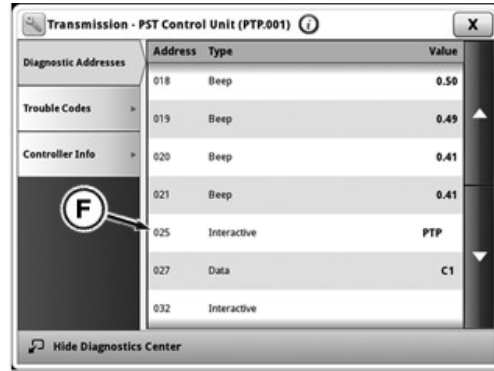 Transmission - PST Control Unit (PTP.001) i X
Diagnostic Addresses
Trouble Codes
Controller Info
Address Type Value
018 Beep 0.50
019 Beep 0.49
020 Beep 0.41
021 Beep 0.41
025 Interactive PTP
027 Data C1
032 Interactive
F
Hide Diagnostics Center